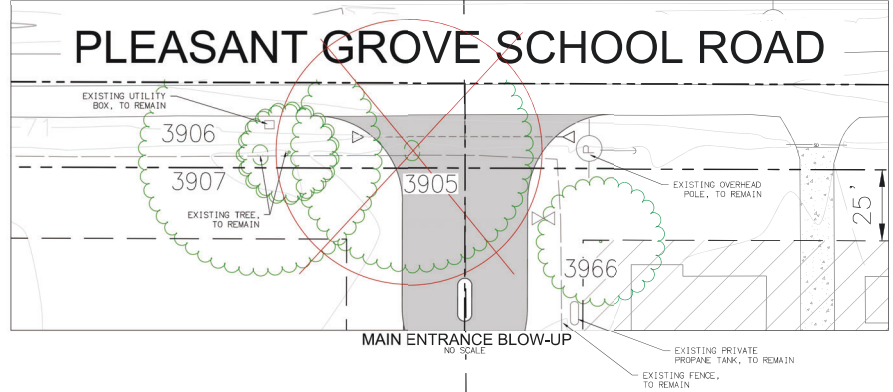 PLEASANT GROVE SCHOOL ROAD
EXISTING UTILITY
BOX, TO REMAIN
71
3906
3907
3905
EXISTING TREE,
TO REMAIN
EXISTING OVERHEAD
POLE, TO REMAIN
25'
3966
P
MAIN ENTRANCE BLOW-UP
NO SCALE
EXISTING PRIVATE
PROPANE TANK, TO REMAIN
EXISTING FENCE,
TO REMAIN